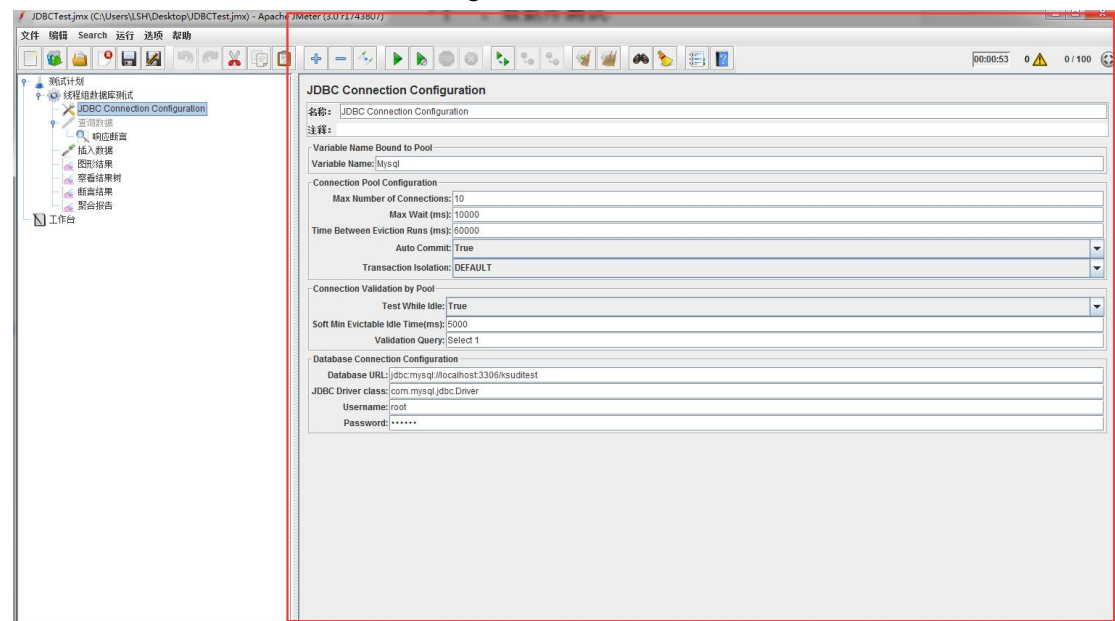 JDBCTest.jmx (C:\Users\LSH\Desktop\JDBCTest.jmx) - Apache JMeter (3.0 r1743807)
文件 编辑 Search 运行 选项 帮助
00:00:53 0 0 / 100
测试计划
线程组数据库测试
JDBC Connection Configuration
查询数据
响应断言
插入数据
图形结果
察看结果树
断言结果
聚合报告
工作台
JDBC Connection Configuration
名称: JDBC Connection Configuration
注释:
Variable Name Bound to Pool
Variable Name: Mysql
Connection Pool Configuration
Max Number of Connections: 10
Max Wait (ms): 10000
Time Between Eviction Runs (ms): 60000
Auto Commit: True
Transaction Isolation: DEFAULT
Connection Validation by Pool
Test While Idle: True
Soft Min Evictable Idle Time(ms): 5000
Validation Query: Select 1
Database Connection Configuration
Database URL: jdbc:mysql://localhost:3306/ksuditest
JDBC Driver class: com.mysql.jdbc.Driver
Username: root
Password: ••••••